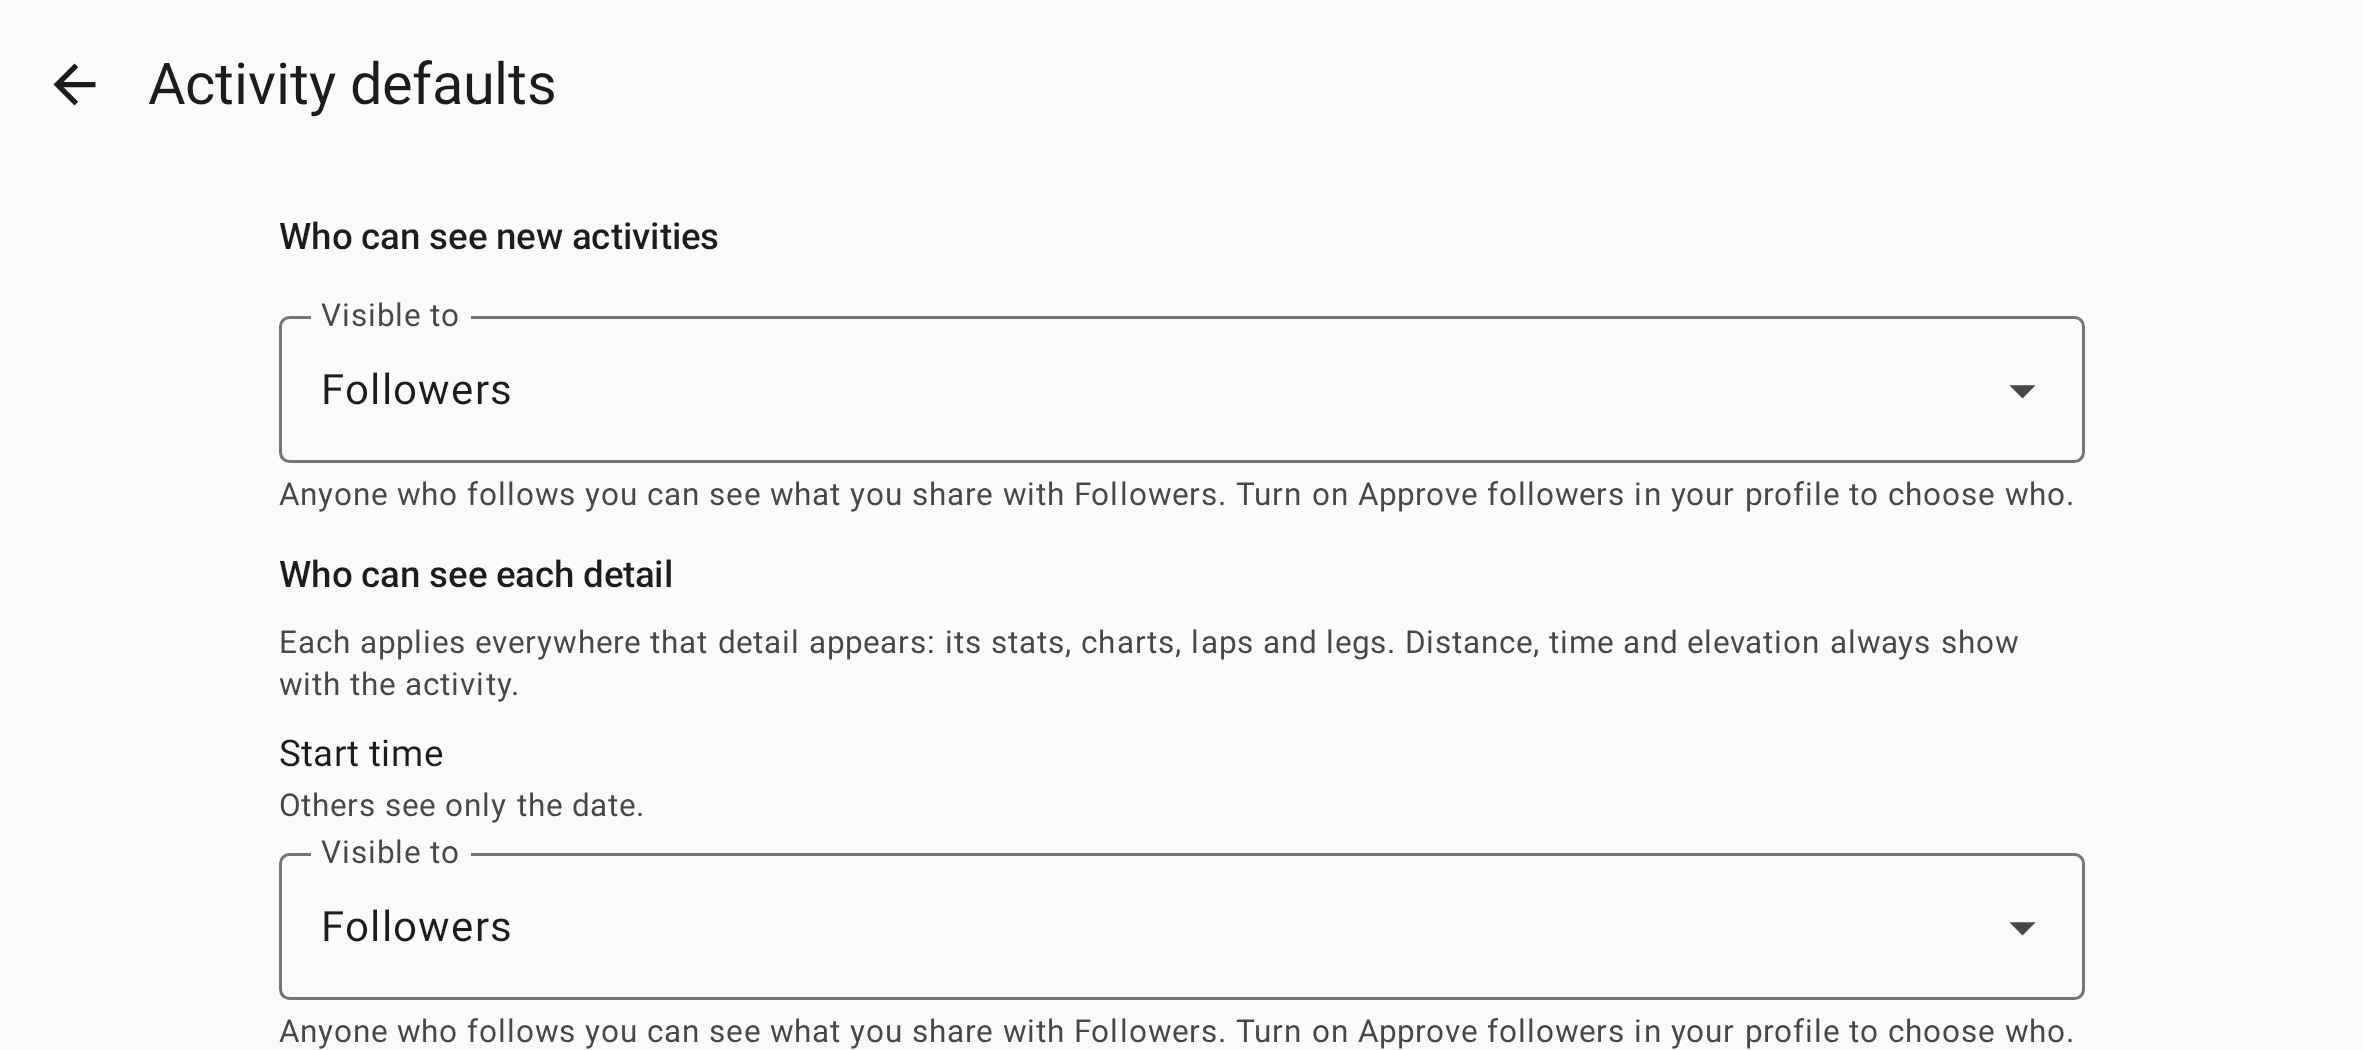 Activity defaults
Who can see new activities
Visible to
Followers
Anyone who follows you can see what you share with Followers. Turn on Approve followers in your profile to choose who.
Who can see each detail
Each applies everywhere that detail appears: its stats, charts, laps and legs. Distance, time and elevation always show
with the activity.
Start time
Others see only the date.
Visible to
Followers
Anyone who follows you can see what you share with Followers. Turn on Approve followers in your profile to choose who.